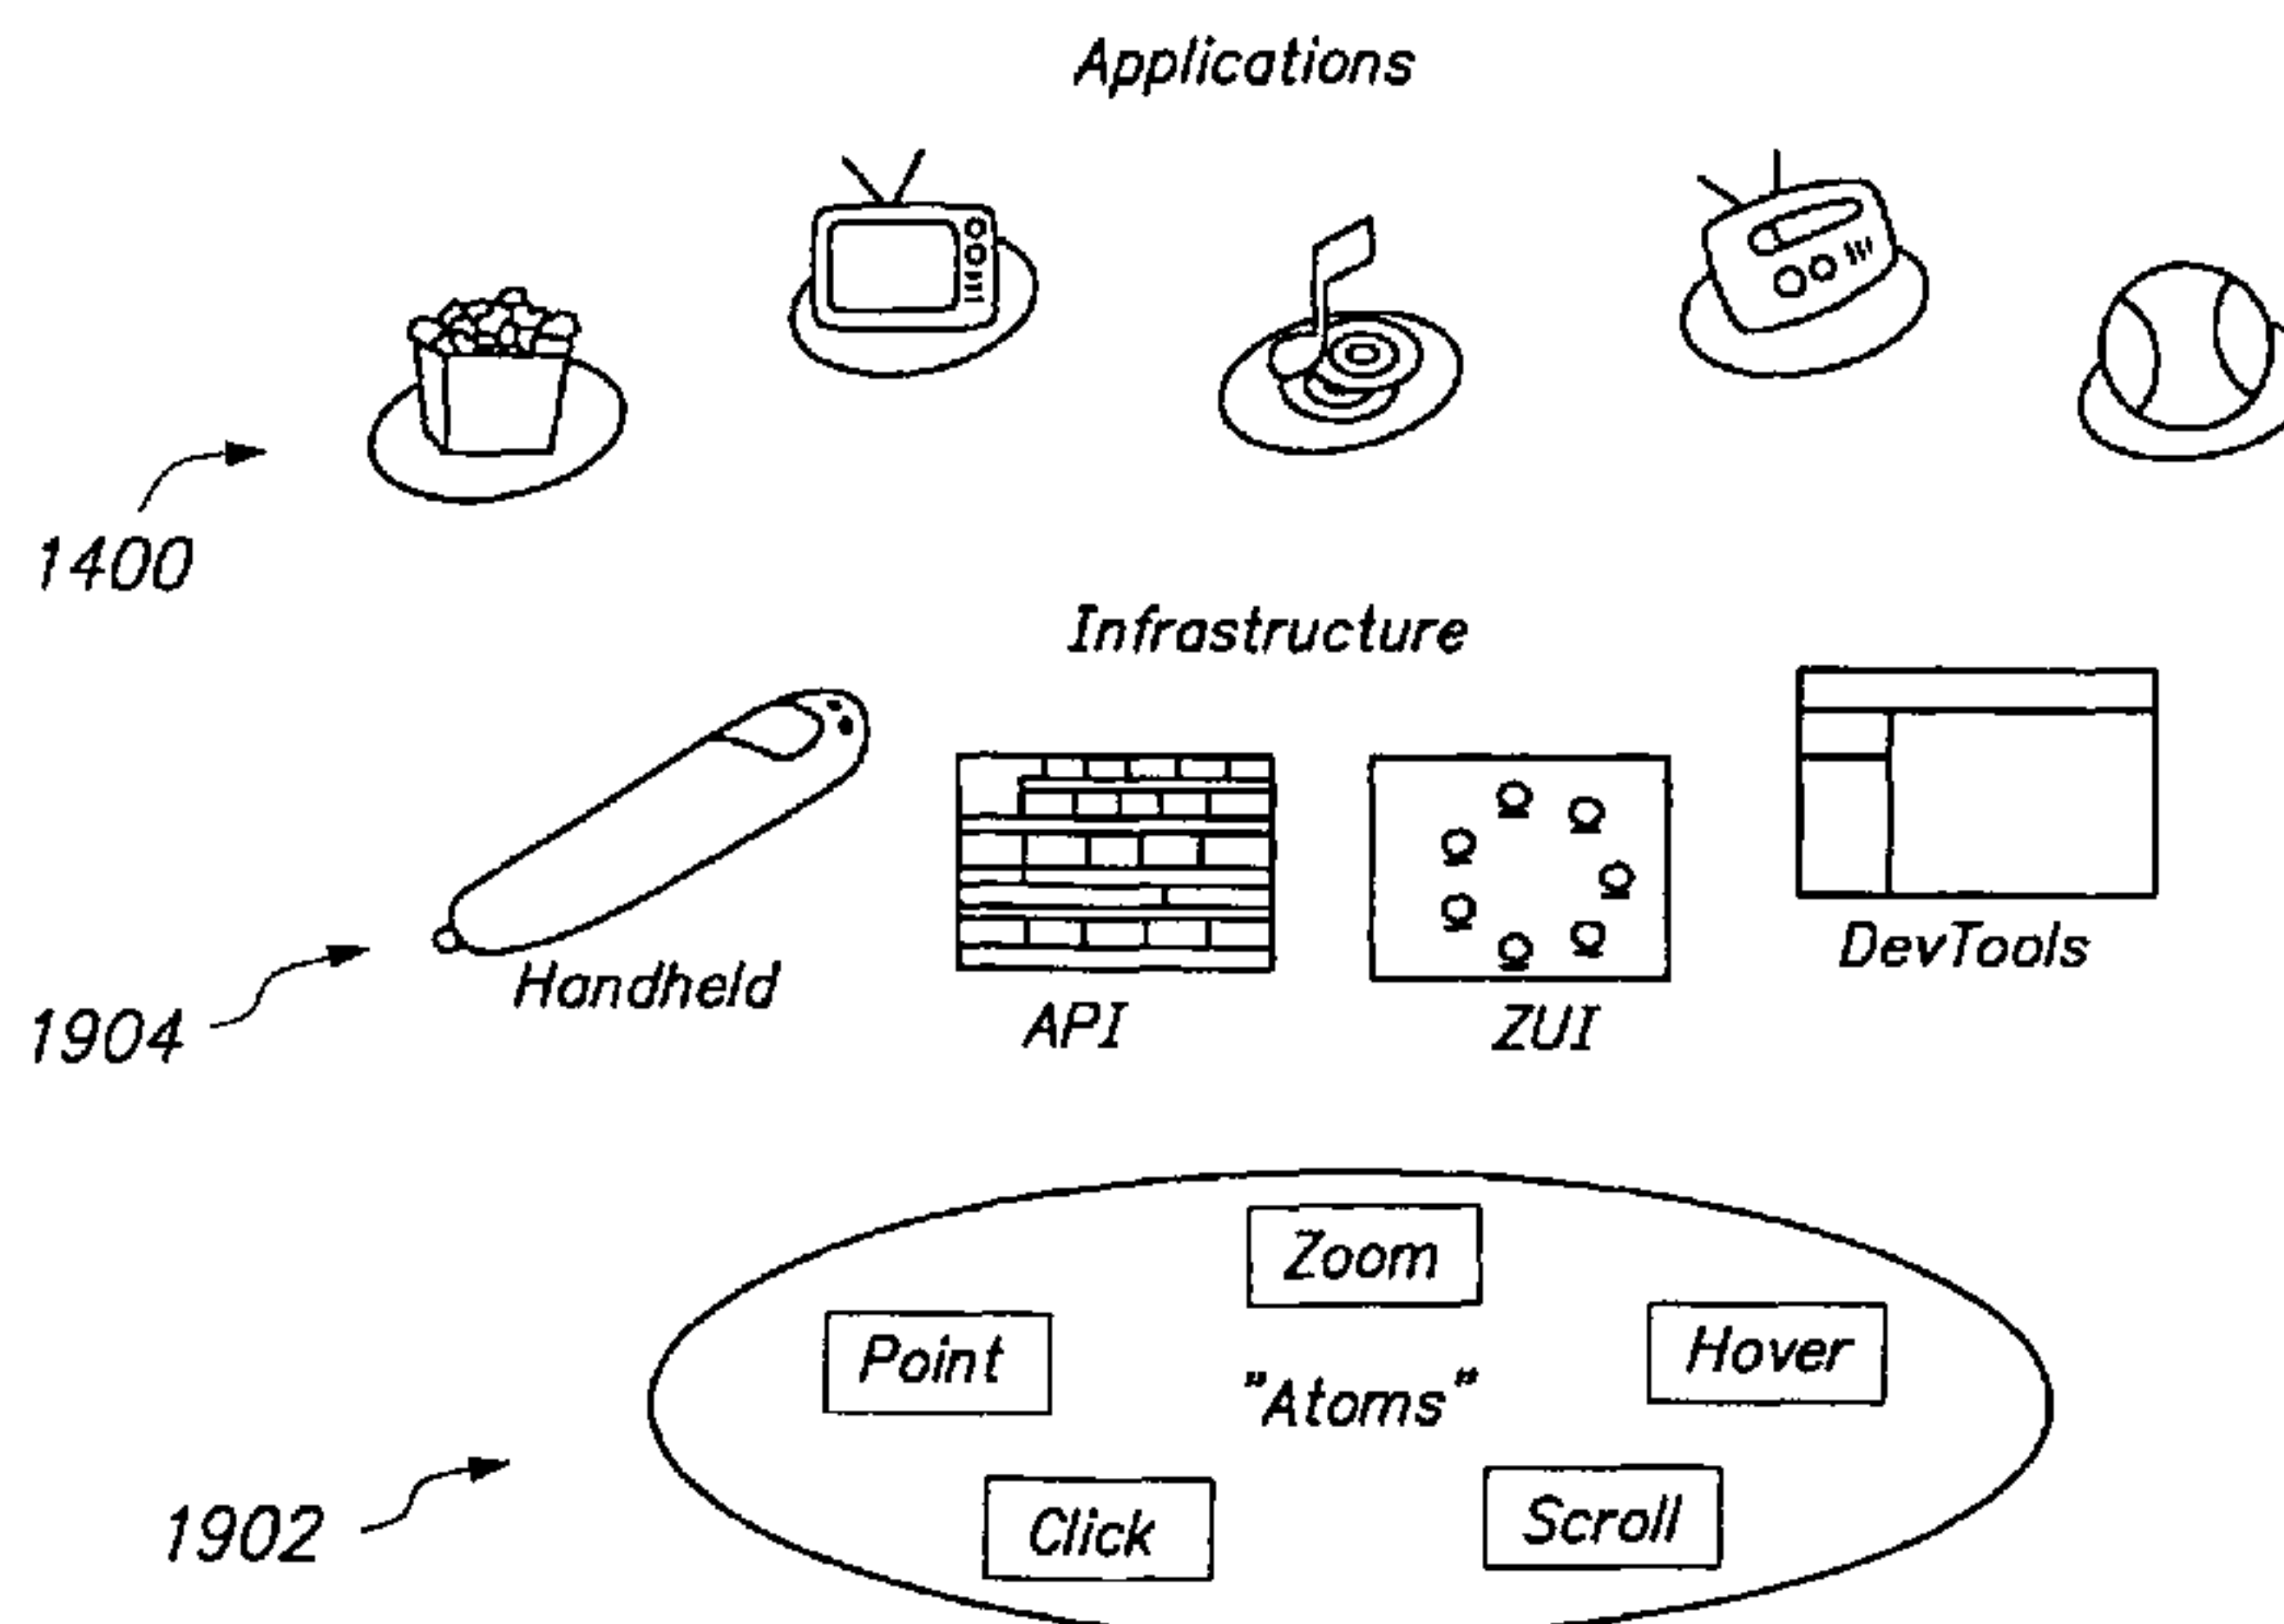 Applications
1400
Infrastructure
Handheld
API
ZUI
DevTools
1904
Zoom
Point
Hover
"Atoms"
Click
Scroll
1902